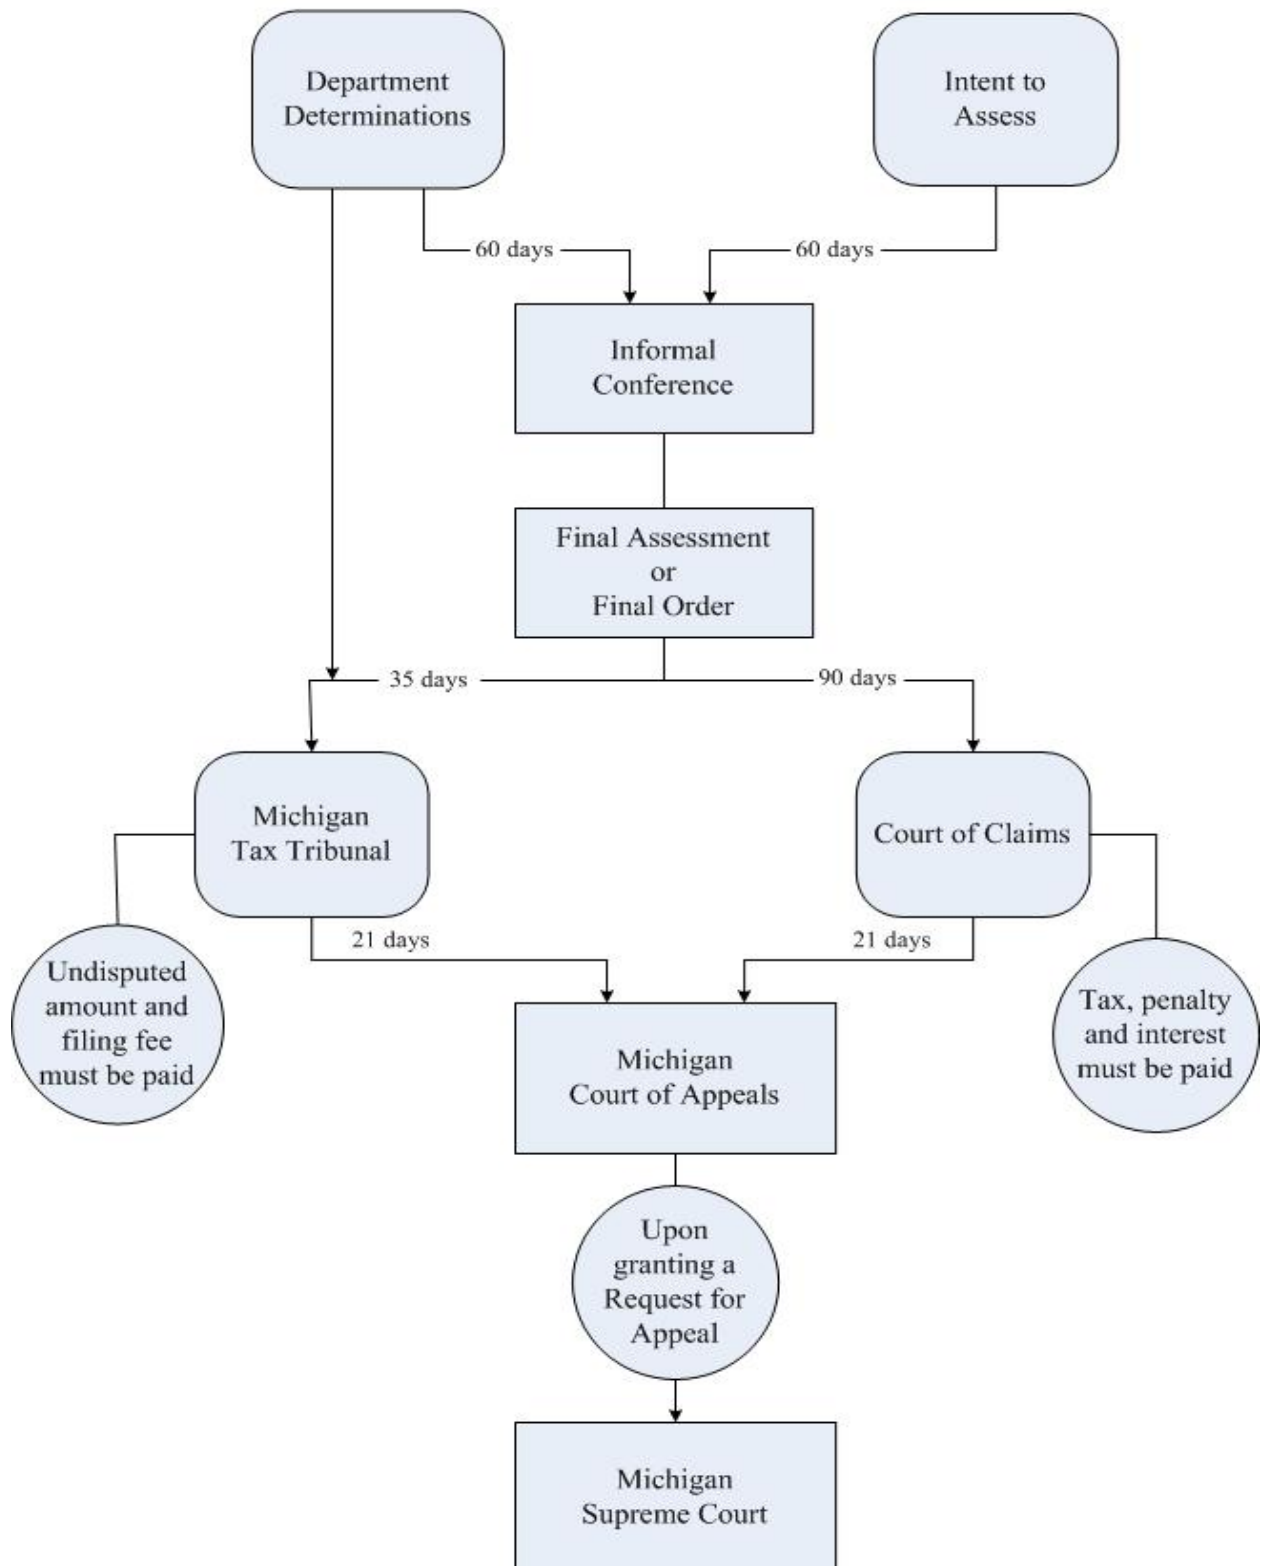 Department
Determinations
Intent to
Assess
60 days
60 days
Informal
Conference
Final Assessment
or
Final Order
35 days
90 days
Michigan
Tax Tribunal
Court of Claims
21 days
21 days
Undisputed
amount and
filing fee
must be paid
Michigan
Court of Appeals
Tax, penalty
and interest
must be paid
Upon
granting a
Request for
Appeal
Michigan
Supreme Court